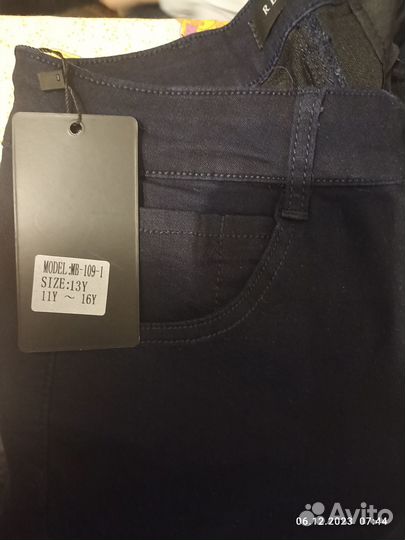 MODEL:MB-109-1
SIZE:13Y
11Y ~ 16Y
06.12.2023 07:44
Avito